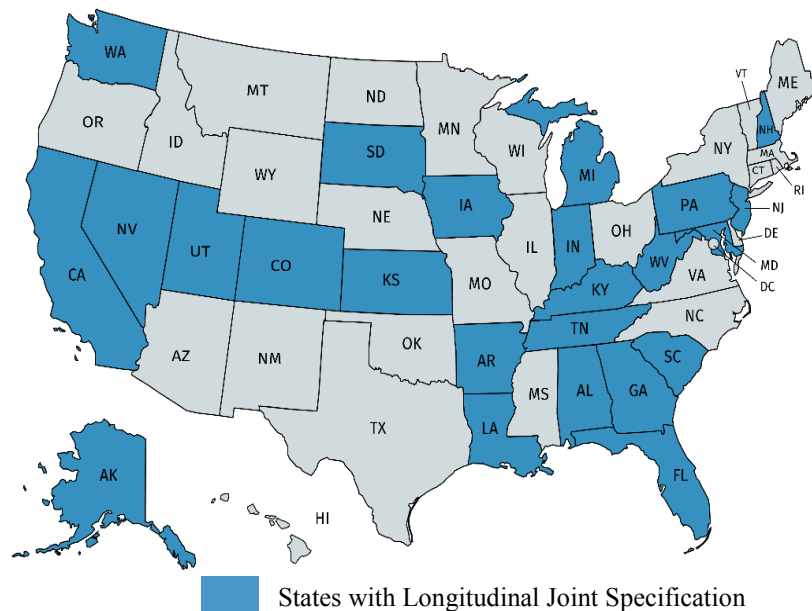 WA
MT
ND
MN
VT
ME
OR
ID
SD
WI
NY
NH
MA
WY
MI
CT
RI
IA
PA
NJ
NE
NV
OH
DE
UT
IL
IN
CA
CO
WV
MD
KS
MO
VA
DC
KY
NC
TN
OK
AZ
NM
AR
SC
MS
AL
GA
TX
LA
AK
FL
HI
States with Longitudinal Joint Specification